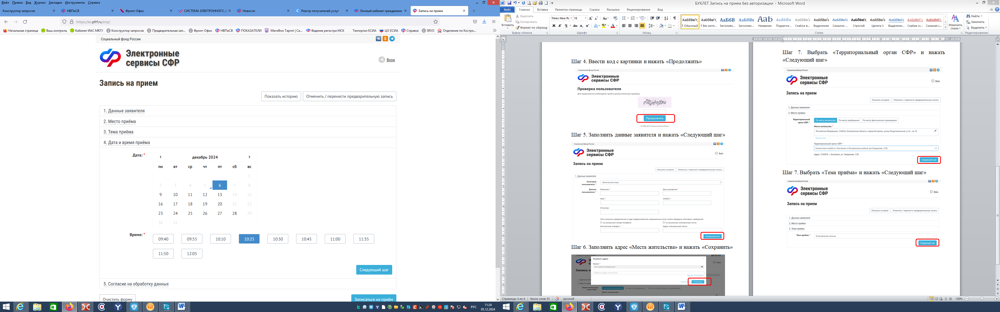 Файл Правка Вид Журнал Закладки Инструменты Справка
Конструктор запросов
НВПиСВ
Фронт-Офис
СИСТЕМА ЭЛЕКТРОННОГО Д
Новости
Реестр получателей услуг
Личный кабинет гражданина
Запись на прием
https://es.pfrf.ru/znp/
Начальная страница Ваш контроль Кабинет ИАС МКГУ Конструктор запросов Предварительная зап... Фронт-Офис НВПиСВ ПОКАЗАТЕЛИ МегаФон Таргет | Се... Ведение регистра МСК Техпортал ЕСИА ЦО ЕСИА Справка SRVO Отделение по Костро...
Социальный фонд России
Электронные
сервисы СФР
Вход
Запись на прием
Показать историю
Отменить / перенести предварительную запись
1. Данные заявителя
2. Место приёма
3. Тема приёма
4. Дата и время приёма
Дата: *
декабрь 2024
пн вт ср чт пт сб вс
1
2 3 4 5 6 7 8
9 10 11 12 13 14 15
16 17 18 19 20 21 22
23 24 25 26 27 28 29
30 31
Время: *
09:40 09:55 10:10 10:25 10:30 10:45 11:00 11:35
11:50 12:05
Следующий шаг
5. Согласие на обработку данных
Очистить форму
Записаться на приём
РУС
11:24
05.12.2024
БУКЛЕТ Запись на прием без авторизации - Microsoft Word
Файл Главная Вставка Разметка страницы Ссылки Рассылки Рецензирование Вид
Вставить
Вырезать
Копировать
Формат по образцу
Буфер обмена
Times New Rc 16
Шрифт
Абзац
¶ Обычный ¶ Без инте... Заголово... Заголово... Название Подзагол... Слабое в... Выделение Сильное ... Строгий Цитата 2 Выделенн... Слабая сс... Сильная с...
Стили
Изменить
стили
Найти
Заменить
Выделить
Редактирование
Шаг 4. Ввести код с картинки и нажать «Продолжить»
Социальный фонд России
Электронные
сервисы СФР
Проверка пользователя
Для продолжения необходимо пройти дополнительную проверку.
Продолжить
© 2008-2024 Социальный фонд России
Шаг 5. Заполнить данные заявителя и нажать «Следующий шаг»
Социальный фонд России
Электронные
сервисы СФР
Вход
Запись на прием
Показать историю
Отменить / перенести предварительную запись
1. Данные заявителя
Категория
пользователя: *
Физическое лицо
Данные
пользователя: *
Фамилия: *
Дата рождения *
Имя: *
СНИЛС: *
Отчество:
Хочу получать уведомления о ходе предоставления запрошенных услуг путем передачи текстовых сообщений:
на указанный номер телефона
на указанную электронную почту
Контактный телефон: *
Адрес электронной почты:
Следующий шаг
Шаг 6. Заполнить адрес «Места жительства» и нажать «Сохранить»
Укажите адрес
Страна *
Российская Федерация
Введите адрес полностью
Сохранить
Шаг 7. Выбрать «Территориальный орган СФР» и нажать
«Следующий шаг»
Социальный фонд России
Электронные
сервисы СФР
Вход
Запись на прием
Показать историю
Отменить / перенести предварительную запись
1. Данные заявителя
2. Место приёма
Территориальный
орган СФР: *
По месту жительства
По месту пребывания
По месту фактического проживания
Место жительства: *
Российская Федерация, 156016, Костромская область, город Кострома, улица Индустриальная, д 16 , кв 22
Очистить поле
Территориальный орган СФР: *
Клиентская служба в г.Костроме и Костромском районе (ул.Свердлова, 120)
Адрес: 156029, г. Кострома, ул. Свердлова, 120
Следующий шаг
Шаг 7. Выбрать «Тема приёма» и нажать «Следующий шаг»
Социальный фонд России
Электронные
сервисы СФР
Вход
Запись на прием
Показать историю
Отменить / перенести предварительную запись
1. Данные заявителя
2. Место приёма
3. Тема приёма
Тема приёма: *
Установление пенсии
Следующий шаг
Страница: 4 из 4
Число слов: 81
русский
100%